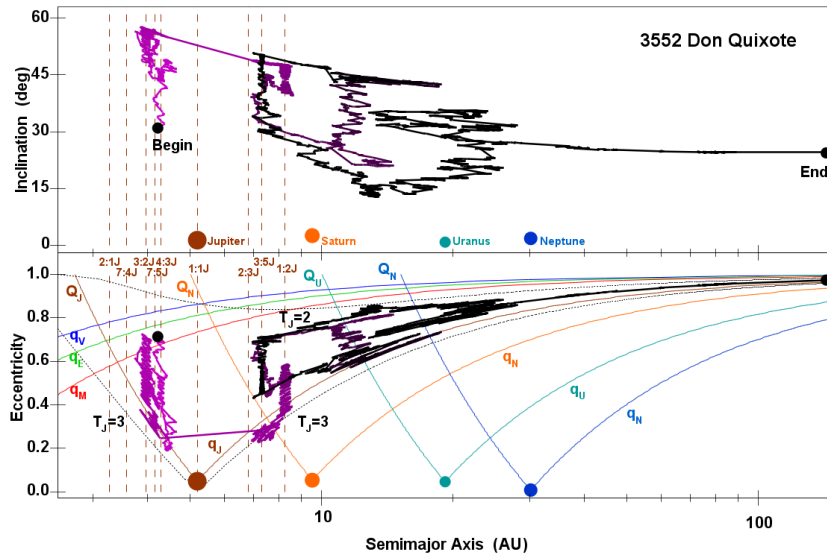 3552 Don Quixote
60
45
30
15
0
Inclination (deg)
Begin
End
Jupiter
Saturn
Uranus
Neptune
2:1J 3:2J 4:3J 1:1J 3:5J 1:2J
7:4J 7:5J 2:3J
1.0
0.8
0.6
0.4
0.2
0.0
Eccentricity
Q_J
Q_N
Q_U
Q_N
q_V
q_E
q_M
T_J=2
T_J=3
T_J=3
q_J
q_N
q_U
q_N
10
100
Semimajor Axis (AU)